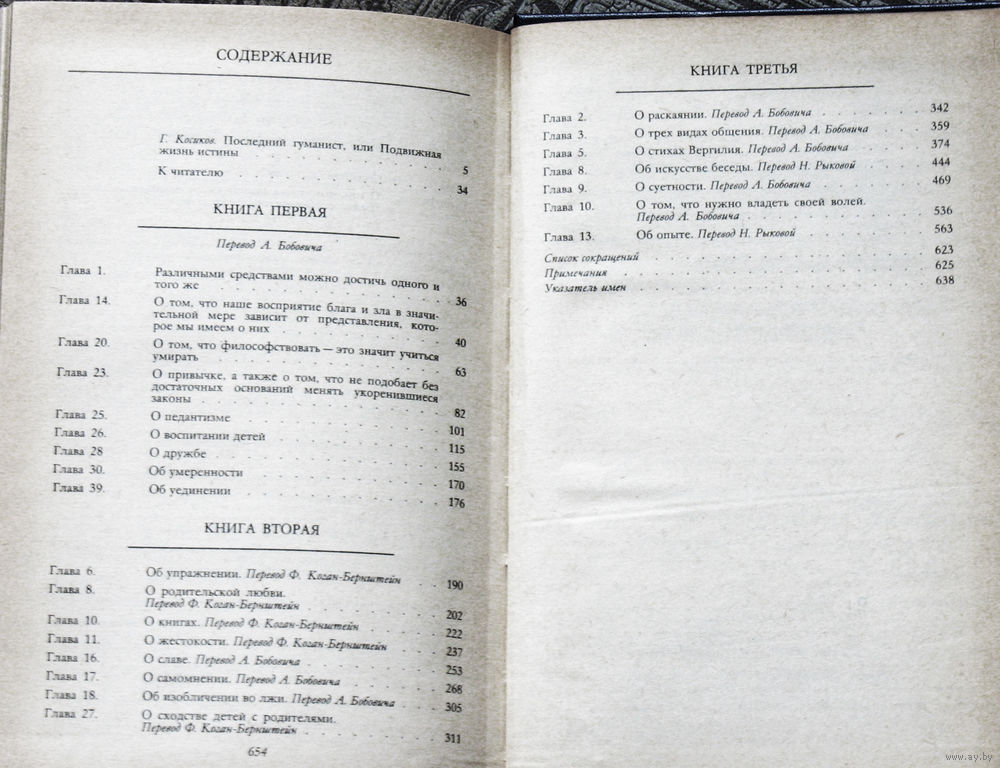 СОДЕРЖАНИЕ
Г. Косиков. Последний гуманист, или Подвижная
жизнь истины . . . . . . . . . . 5
К читателю . . . . . . . . . . 34
КНИГА ПЕРВАЯ
Перевод А. Бобовича
Глава 1. Различными средствами можно достичь одного и
того же . . . . . . . . . . 36
Глава 14. О том, что наше восприятие блага и зла в значи-
тельной мере зависит от представления, кото-
рое мы имеем о них . . . . . . . . . . 40
Глава 20. О том, что философствовать — это значит учиться
умирать . . . . . . . . . . 63
Глава 23. О привычке, а также о том, что не подобает без
достаточных оснований менять укоренившиеся
законы . . . . . . . . . . 82
Глава 25. О педантизме . . . . . . . . . . 101
Глава 26. О воспитании детей . . . . . . . . . . 115
Глава 28 О дружбе . . . . . . . . . . 155
Глава 30. Об умеренности . . . . . . . . . . 170
Глава 39. Об уединении . . . . . . . . . . 176
КНИГА ВТОРАЯ
Глава 6. Об упражнении. Перевод Ф. Коган-Бернштейн . . 190
Глава 8. О родительской любви.
Перевод Ф. Коган-Бернштейн . . . . . . 202
Глава 10. О книгах. Перевод Ф. Коган-Бернштейн . . . . 222
Глава 11. О жестокости. Перевод Ф. Коган-Бернштейн . . 237
Глава 16. О славе. Перевод А. Бобовича . . . . . . 253
Глава 17. О самомнении. Перевод А. Бобовича . . . . 268
Глава 18. Об изобличении во лжи. Перевод А. Бобовича . . 305
Глава 27. О сходстве детей с родителями.
Перевод Ф. Коган-Бернштейн . . . . . . 311
654
КНИГА ТРЕТЬЯ
Глава 2. О раскаянии. Перевод А. Бобовича . . . . . 342
Глава 3. О трех видах общения. Перевод А. Бобовича . . 359
Глава 5. О стихах Вергилия. Перевод А. Бобовича . . . 374
Глава 8. Об искусстве беседы. Перевод Н. Рыковой . . . 444
Глава 9. О суетности. Перевод А. Бобовича . . . . . 469
Глава 10. О том, что нужно владеть своей волей.
Перевод А. Бобовича . . . . . . . . 536
Глава 13. Об опыте. Перевод Н. Рыковой . . . . . . 563
Список сокращений . . . . . . . . . . 623
Примечания . . . . . . . . . . 625
Указатель имен . . . . . . . . . . 638
www.ay.by